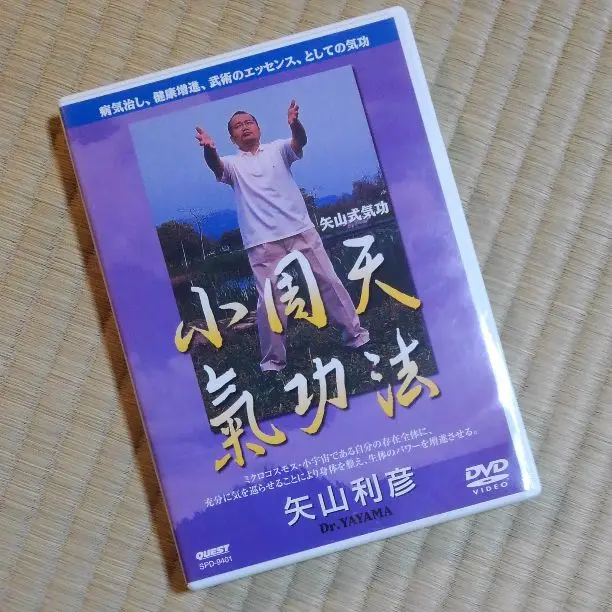 病気治し、健康増進、武術のエッセンス、としての気功
矢山式気功
小周天
氣功法
ミクロコスモス・小宇宙である自分の存在全体に、
充分に気を巡らせることにより身体を整え、生体のパワーを増進させる。
矢山利彦
Dr.YAYAMA
DVD
VIDEO
QUEST
SPD-9401